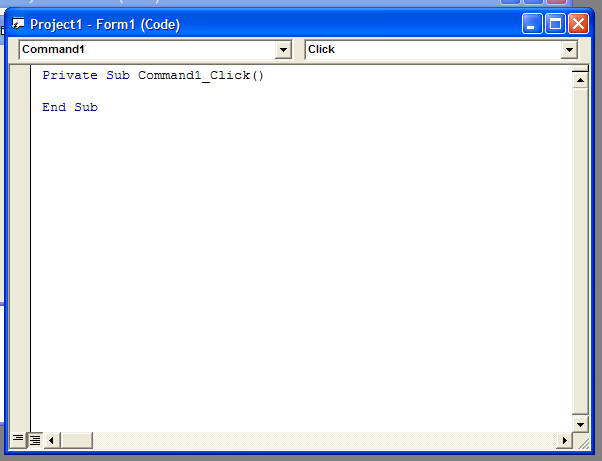 Project1 - Form1 (Code)
Command1
Click
Private Sub Command1_Click()
End Sub